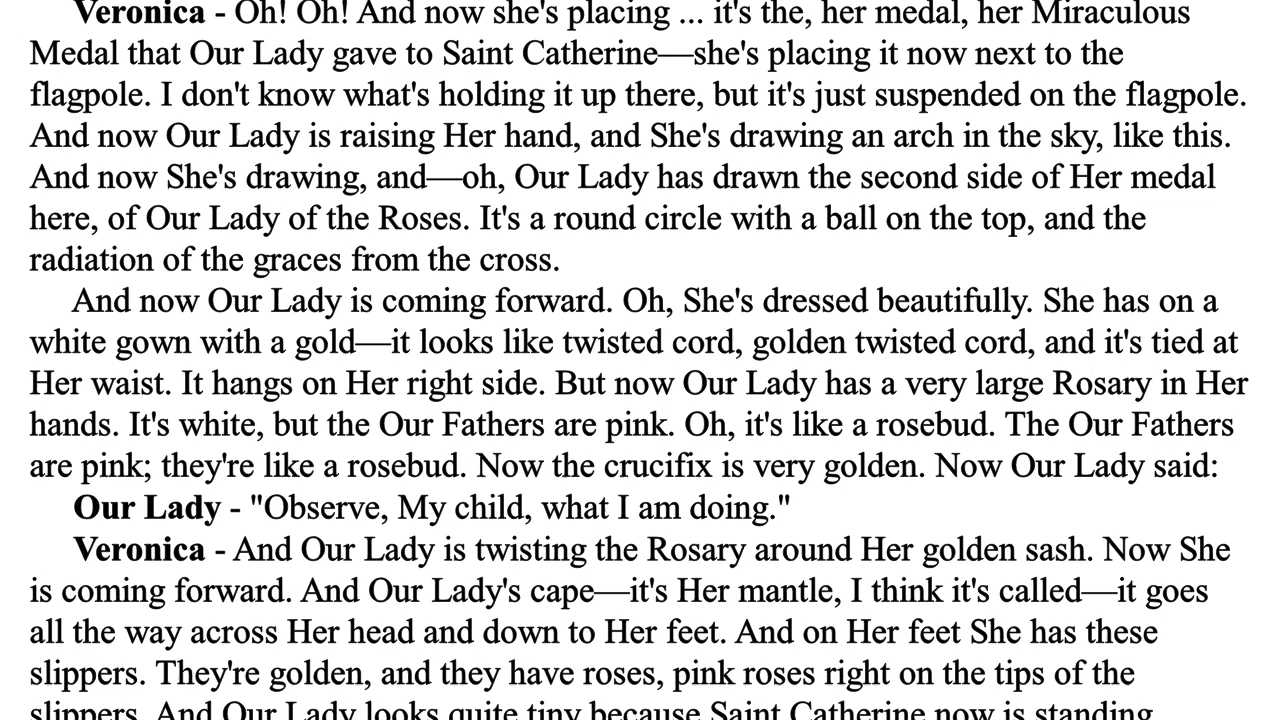 Veronica - Oh! Oh! And now she's placing ... it's the, her medal, her Miraculous
Medal that Our Lady gave to Saint Catherine—she's placing it now next to the
flagpole. I don't know what's holding it up there, but it's just suspended on the flagpole.
And now Our Lady is raising Her hand, and She's drawing an arch in the sky, like this.
And now She's drawing, and—oh, Our Lady has drawn the second side of Her medal
here, of Our Lady of the Roses. It's a round circle with a ball on the top, and the
radiation of the graces from the cross.
And now Our Lady is coming forward. Oh, She's dressed beautifully. She has on a
white gown with a gold—it looks like twisted cord, golden twisted cord, and it's tied at
Her waist. It hangs on Her right side. But now Our Lady has a very large Rosary in Her
hands. It's white, but the Our Fathers are pink. Oh, it's like a rosebud. The Our Fathers
are pink; they're like a rosebud. Now the crucifix is very golden. Now Our Lady said:
Our Lady - "Observe, My child, what I am doing."
Veronica - And Our Lady is twisting the Rosary around Her golden sash. Now She
is coming forward. And Our Lady's cape—it's Her mantle, I think it's called—it goes
all the way across Her head and down to Her feet. And on Her feet She has these
slippers. They're golden, and they have roses, pink roses right on the tips of the
slippers. And Our Lady looks quite tiny because Saint Catherine now is standing